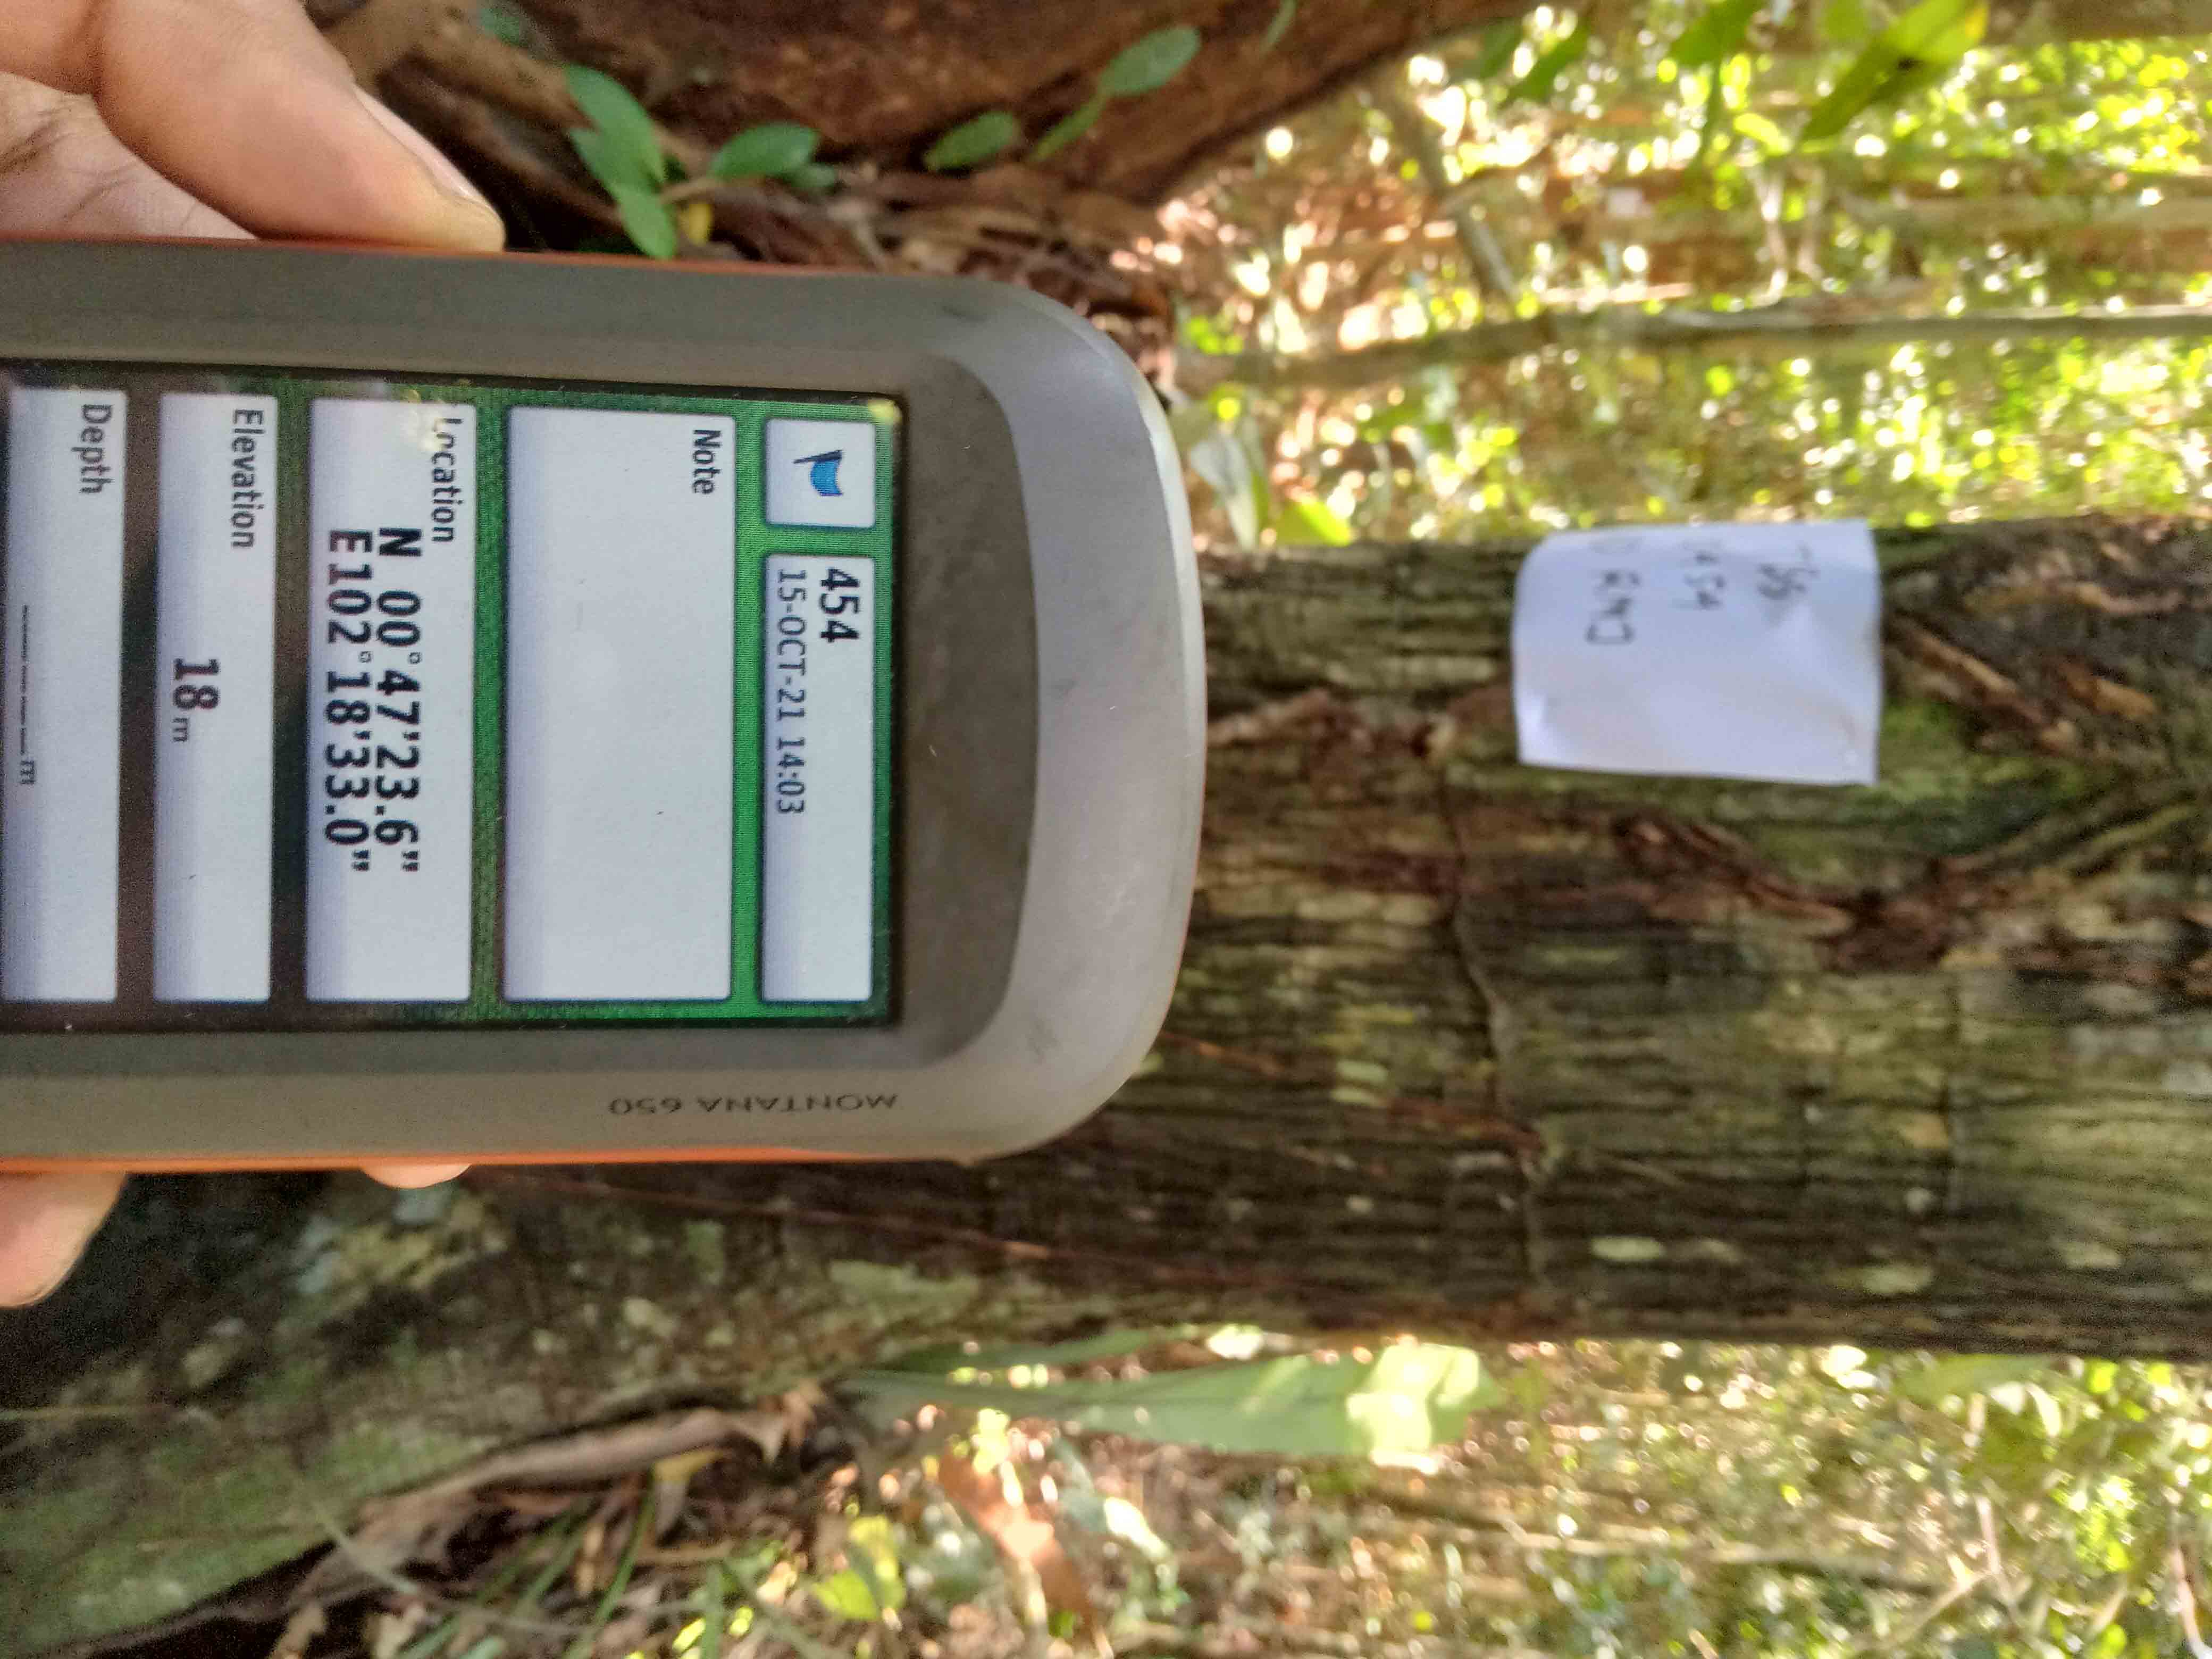 454
15-OCT-21 14:03
Note
Location
N 00°47'23.6"
E102°18'33.0"
Elevation
18 m
Depth
_____m
MONTANA 650